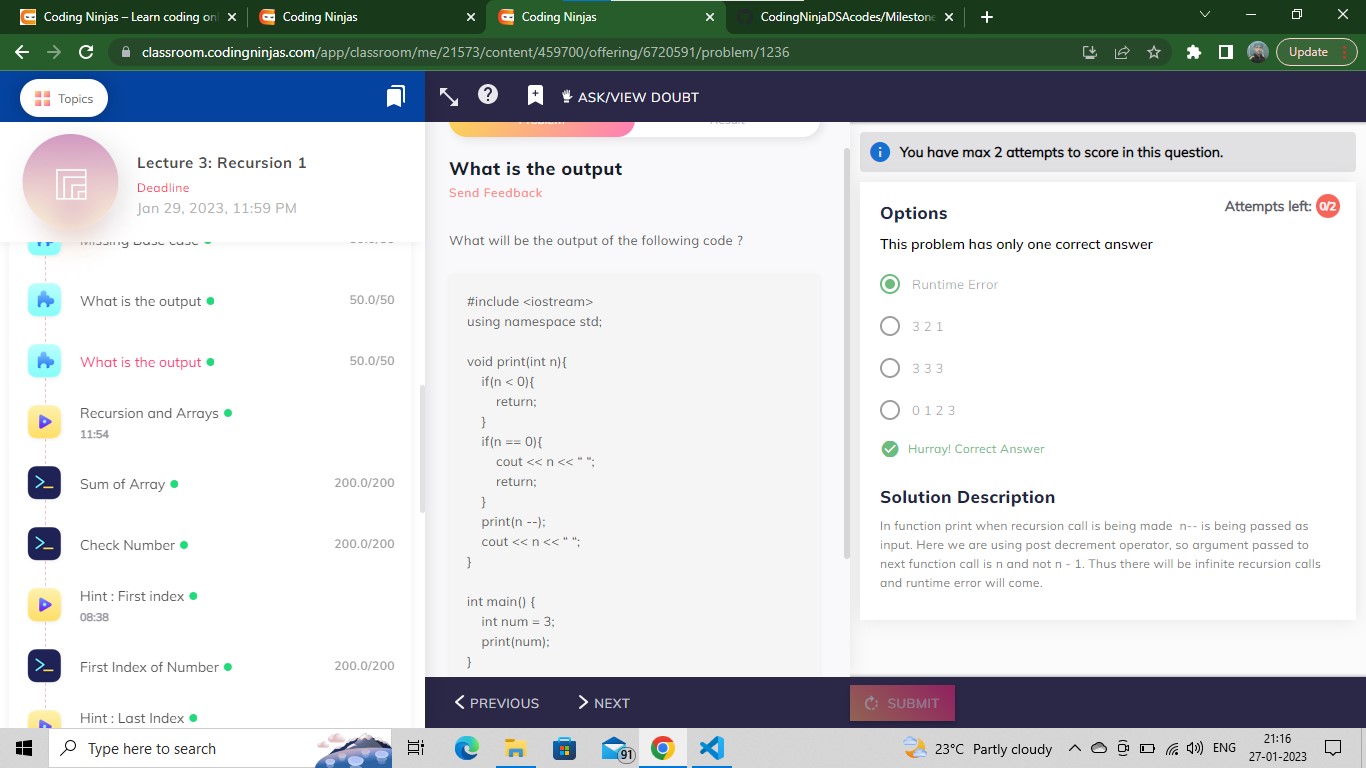 Coding Ninjas – Learn coding onl
Coding Ninjas
Coding Ninjas
CodingNinjaDSAcodes/Milestone
classroom.codingninjas.com/app/classroom/me/21573/content/459700/offering/6720591/problem/1236
Update
Topics
ASK/VIEW DOUBT
Lecture 3: Recursion 1
Deadline
Jan 29, 2023, 11:59 PM
Missing Base case
What is the output
50.0/50
What is the output
50.0/50
Recursion and Arrays
11:54
Sum of Array
200.0/200
Check Number
200.0/200
Hint : First index
08:38
First Index of Number
200.0/200
Hint : Last Index
What is the output
Send Feedback
What will be the output of the following code ?
#include <iostream>
using namespace std;
void print(int n){
if(n < 0){
return;
}
if(n == 0){
cout << n << “ “;
return;
}
print(n --);
cout << n << “ “;
}
int main() {
int num = 3;
print(num);
}
PREVIOUS
NEXT
You have max 2 attempts to score in this question.
Options
Attempts left: 0/2
This problem has only one correct answer
Runtime Error
3 2 1
3 3 3
0 1 2 3
Hurray! Correct Answer
Solution Description
In function print when recursion call is being made n-- is being passed as
input. Here we are using post decrement operator, so argument passed to
next function call is n and not n - 1. Thus there will be infinite recursion calls
and runtime error will come.
SUBMIT
Type here to search
91
23°C Partly cloudy
ENG
21:16
27-01-2023